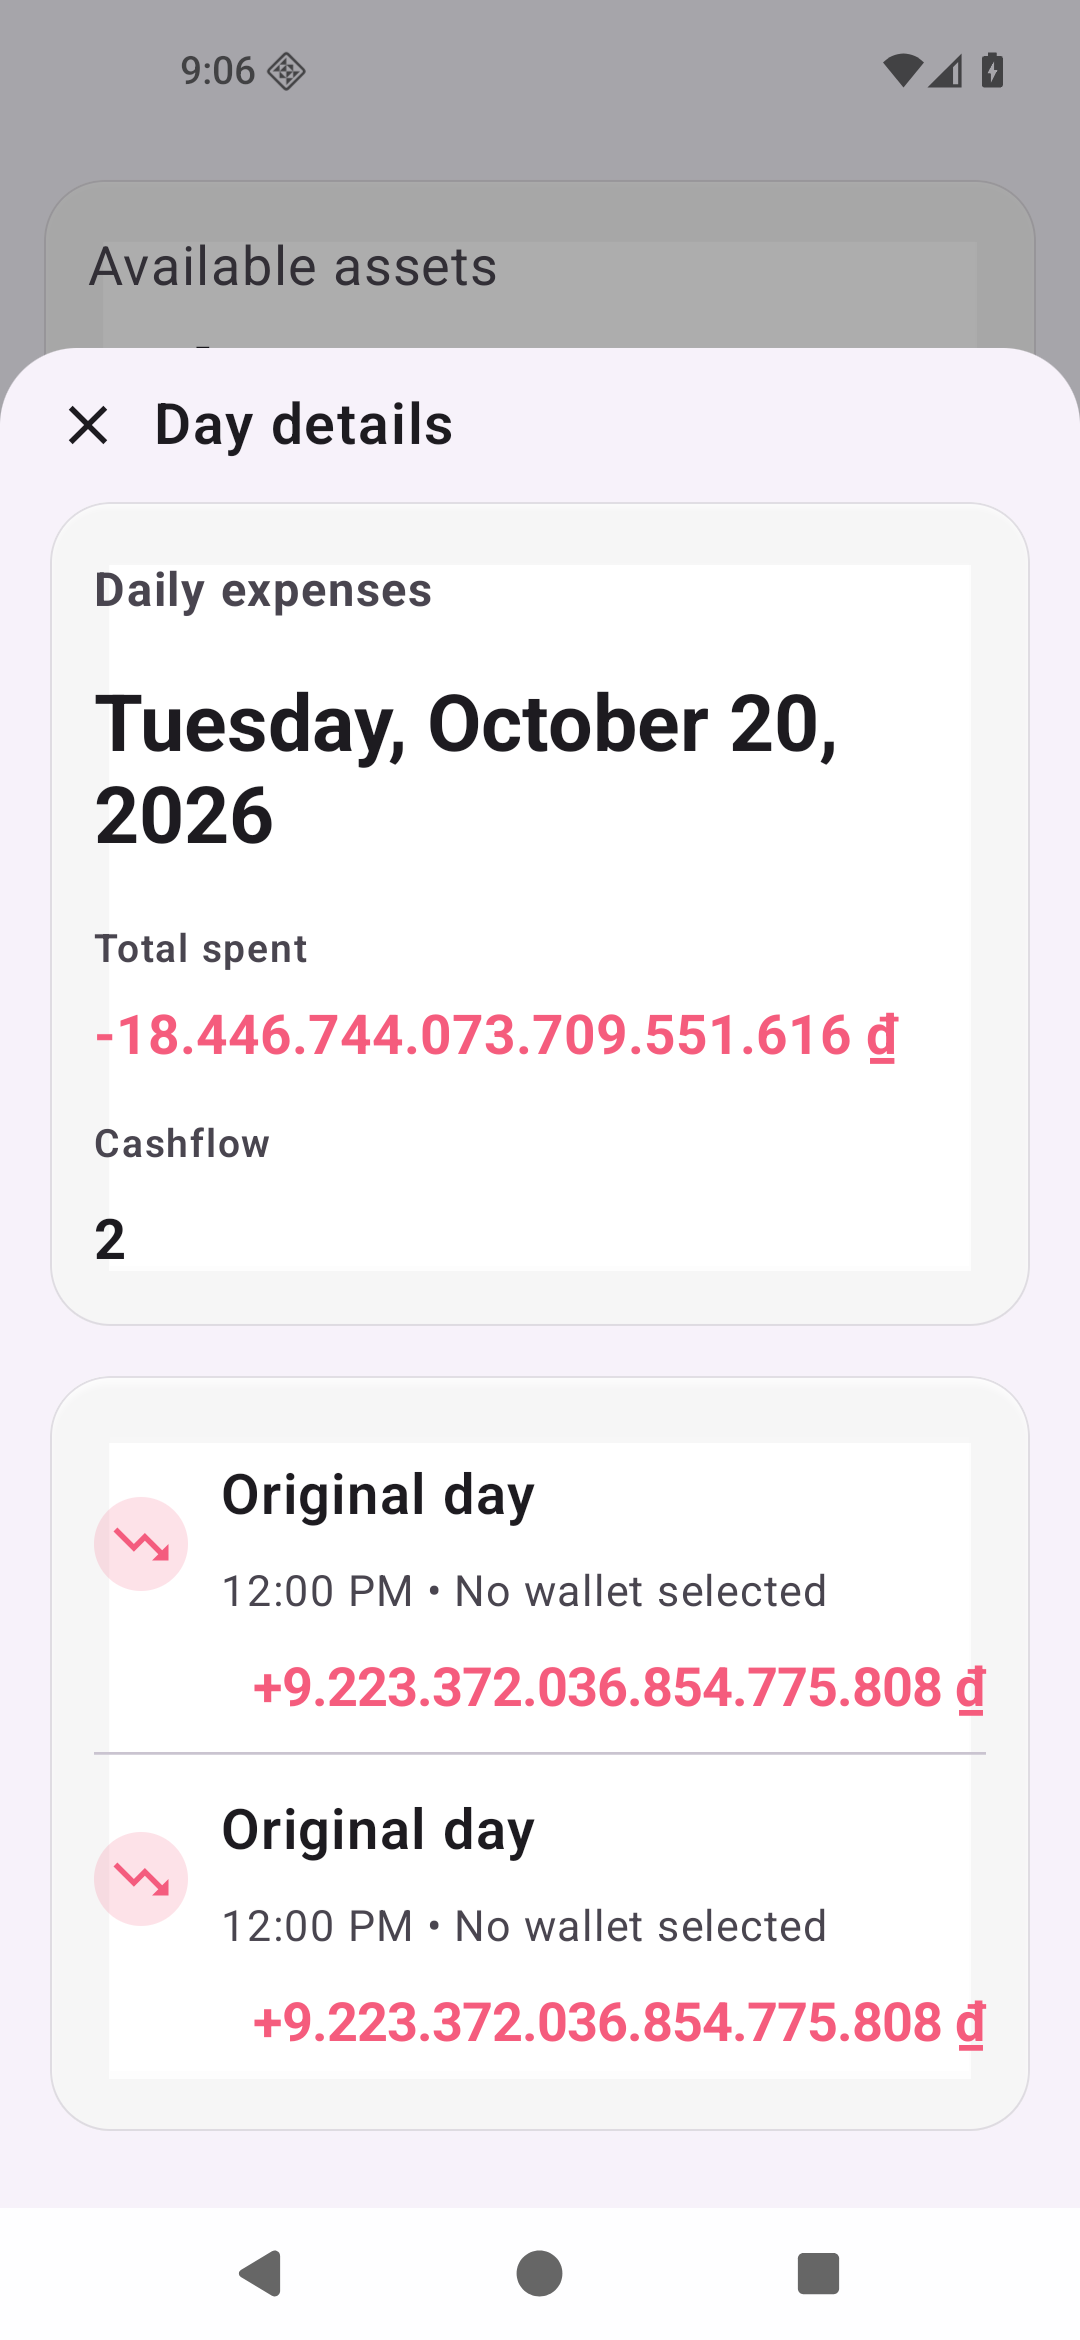 9:06
Available assets
Day details
Daily expenses
Tuesday, October 20,
2026
Total spent
-18.446.744.073.709.551.616 ₫
Cashflow
2
Original day
12:00 PM • No wallet selected
+9.223.372.036.854.775.808 ₫
Original day
12:00 PM • No wallet selected
+9.223.372.036.854.775.808 ₫